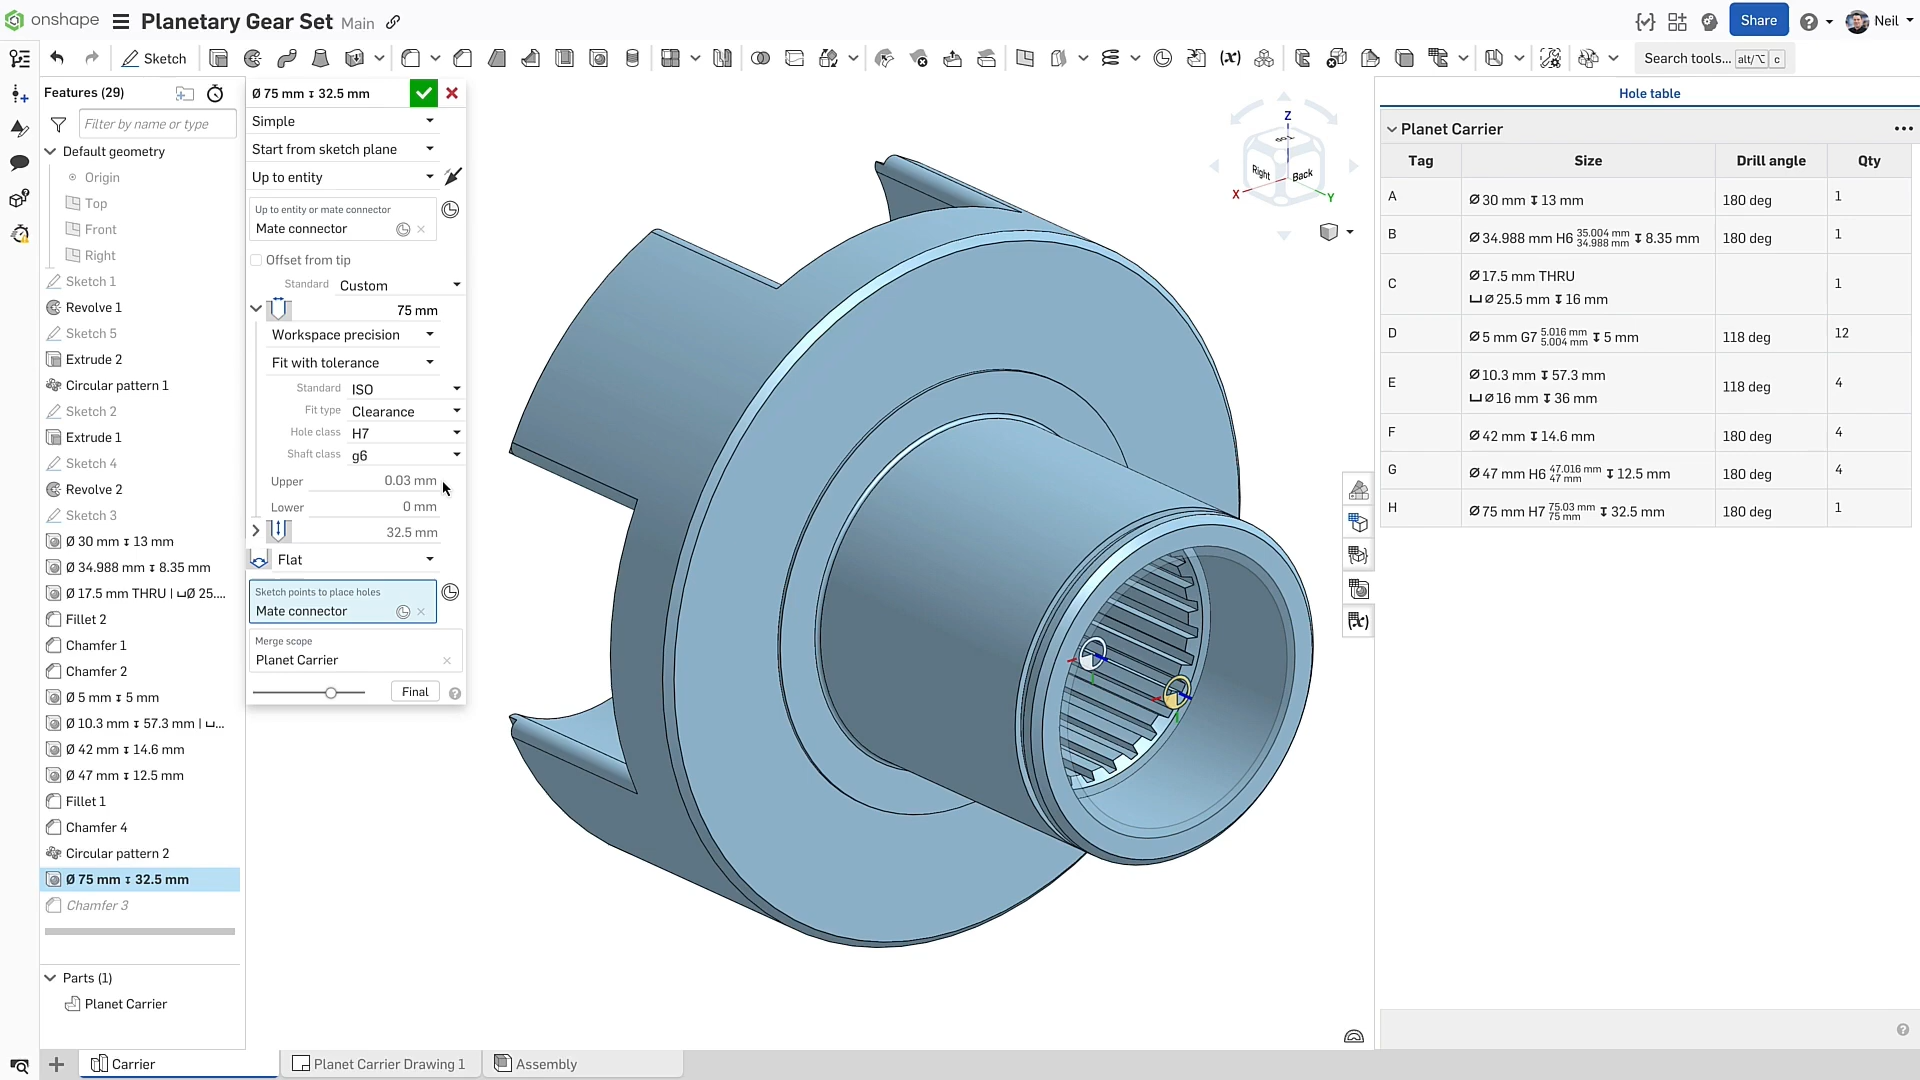 onshape Planetary Gear Set Main Share Neil
Sketch (x) Search tools... alt/⌥ c
Features (29)
Filter by name or type
Default geometry
Origin
Top
Front
Right
Sketch 1
Revolve 1
Sketch 5
Extrude 2
Circular pattern 1
Sketch 2
Extrude 1
Sketch 4
Revolve 2
Sketch 3
Ø 30 mm ↧ 13 mm
Ø 34.988 mm ↧ 8.35 mm
Ø 17.5 mm THRU | ⌴Ø 25....
Fillet 2
Chamfer 1
Chamfer 2
Ø 5 mm ↧ 5 mm
Ø 10.3 mm ↧ 57.3 mm | ⌴...
Ø 42 mm ↧ 14.6 mm
Ø 47 mm ↧ 12.5 mm
Fillet 1
Chamfer 4
Circular pattern 2
Ø 75 mm ↧ 32.5 mm
Chamfer 3
Parts (1)
Planet Carrier
Ø 75 mm ↧ 32.5 mm
Simple
Start from sketch plane
Up to entity
Up to entity or mate connector
Mate connector
Offset from tip
Standard Custom
75 mm
Workspace precision
Fit with tolerance
Standard ISO
Fit type Clearance
Hole class H7
Shaft class g6
Upper 0.03 mm
Lower 0 mm
32.5 mm
Flat
Sketch points to place holes
Mate connector
Merge scope
Planet Carrier
Final
Z
Right Back
X Y
Hole table
Planet Carrier
Tag Size Drill angle Qty
A Ø 30 mm ↧ 13 mm 180 deg 1
B Ø 34.988 mm H6 35.004 mm 34.988 mm ↧ 8.35 mm 180 deg 1
C Ø 17.5 mm THRU 1
⌴ Ø 25.5 mm ↧ 16 mm
D Ø 5 mm G7 5.016 mm 5.004 mm ↧ 5 mm 118 deg 12
E Ø 10.3 mm ↧ 57.3 mm 118 deg 4
⌴ Ø 16 mm ↧ 36 mm
F Ø 42 mm ↧ 14.6 mm 180 deg 4
G Ø 47 mm H6 47.016 mm 47 mm ↧ 12.5 mm 180 deg 4
H Ø 75 mm H7 75.03 mm 75 mm ↧ 32.5 mm 180 deg 1
(x)
Carrier Planet Carrier Drawing 1 Assembly